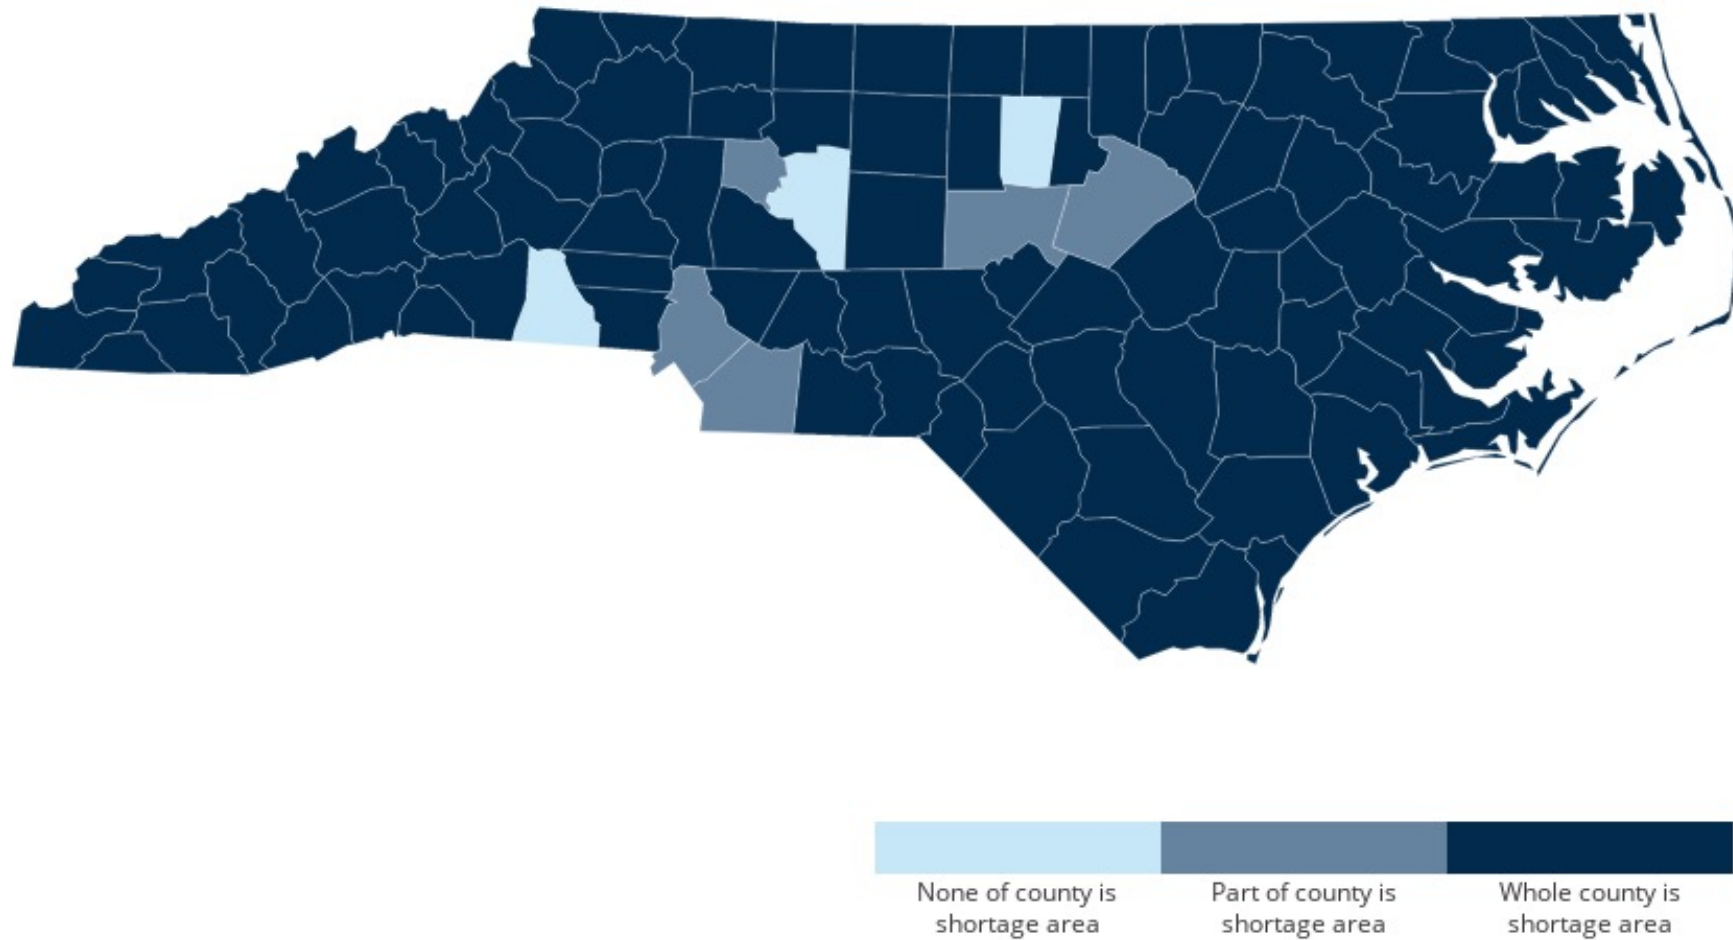 None of county is
shortage area
Part of county is
shortage area
Whole county is
shortage area